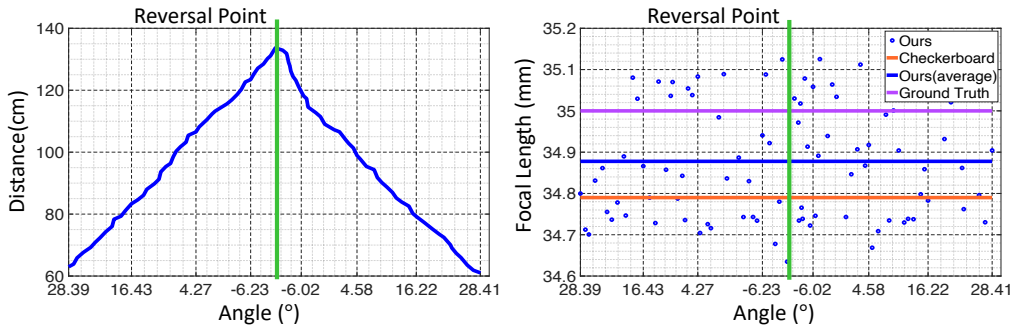 Reversal Point
140
120
100
80
60
Distance(cm)
28.39 16.43 4.27 -6.23 -6.02 4.58 16.22 28.41
Angle (º)
Reversal Point
35.2
35.1
35
34.9
34.8
34.7
34.6
Focal Length (mm)
Ours
Checkerboard
Ours(average)
Ground Truth
28.39 16.43 4.27 -6.23 -6.02 4.58 16.22 28.41
Angle (º)